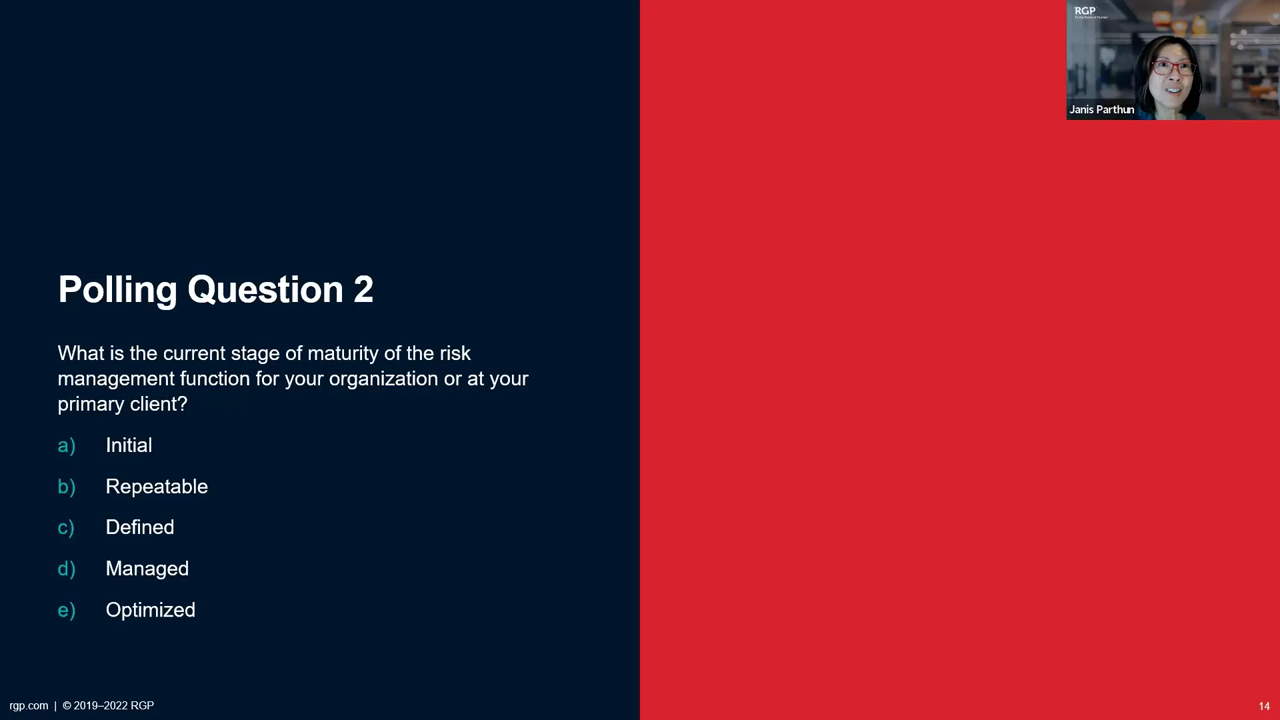 RGP
Janis Parthun
Polling Question 2
What is the current stage of maturity of the risk
management function for your organization or at your
primary client?
a) Initial
b) Repeatable
c) Defined
d) Managed
e) Optimized
rgp.com | © 2019–2022 RGP
14